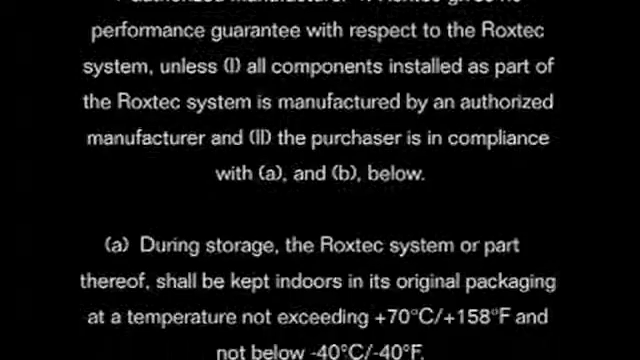 authorized manufacturer
performance guarantee with respect to the Roxtec
system, unless (I) all components installed as part of
the Roxtec system is manufactured by an authorized
manufacturer and (II) the purchaser is in compliance
with (a), and (b), below.
(a) During storage, the Roxtec system or part
thereof, shall be kept indoors in its original packaging
at a temperature not exceeding +70°C/+158°F and
not below -40°C/-40°F.